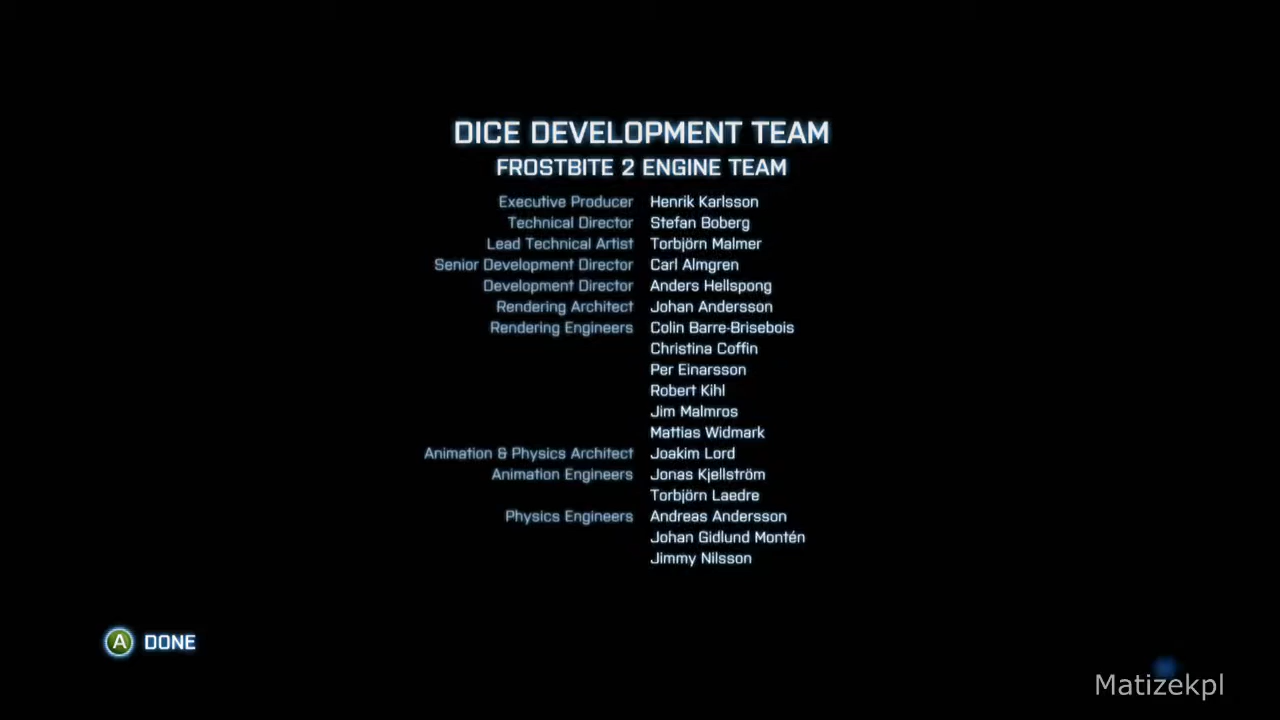 DICE DEVELOPMENT TEAM
FROSTBITE 2 ENGINE TEAM
Executive Producer Henrik Karlsson
Technical Director Stefan Boberg
Lead Technical Artist Torbjörn Malmer
Senior Development Director Carl Almgren
Development Director Anders Hellspong
Rendering Architect Johan Andersson
Rendering Engineers Colin Barre-Brisebois
Christina Coffin
Per Einarsson
Robert Kihl
Jim Malmros
Mattias Widmark
Animation & Physics Architect Joakim Lord
Animation Engineers Jonas Kjellström
Torbjörn Laedre
Physics Engineers Andreas Andersson
Johan Gidlund Montén
Jimmy Nilsson
A DONE
Matizekpl